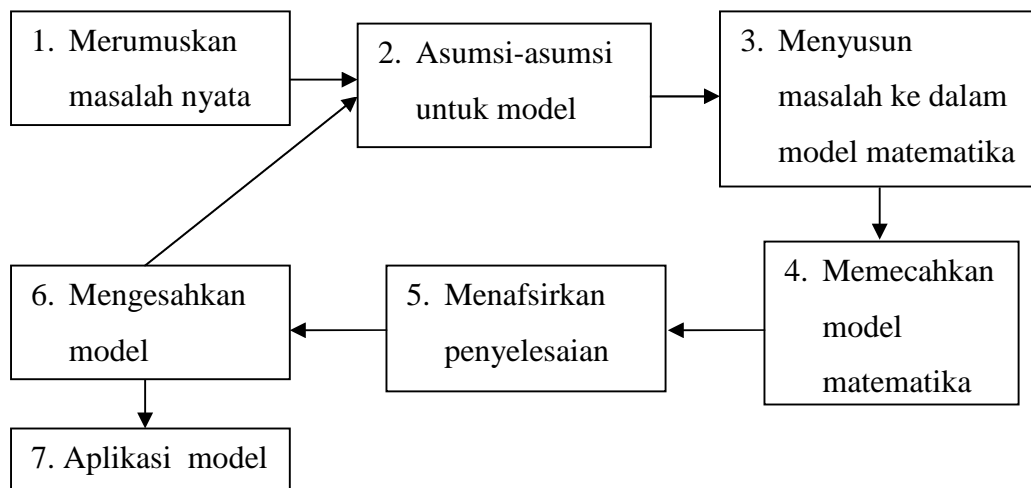 1. Merumuskan
masalah nyata
2. Asumsi-asumsi
untuk model
3. Menyusun
masalah ke dalam
model matematika
4. Memecahkan
model
matematika
5. Menafsirkan
penyelesaian
6. Mengesahkan
model
7. Aplikasi model